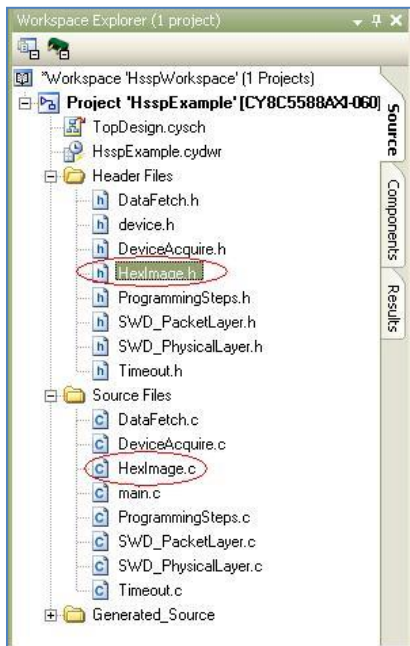 Workspace Explorer (1 project)
*Workspace 'HsspWorkspace' (1 Projects)
Project 'HsspExample' [CY8C5588AXI-060]
TopDesign.cysch
HsspExample.cydwr
Header Files
DataFetch.h
device.h
DeviceAcquire.h
HexImage.h
ProgrammingSteps.h
SWD_PacketLayer.h
SWD_PhysicalLayer.h
Timeout.h
Source Files
DataFetch.c
DeviceAcquire.c
HexImage.c
main.c
ProgrammingSteps.c
SWD_PacketLayer.c
SWD_PhysicalLayer.c
Timeout.c
Generated_Source
Source
Components
Results